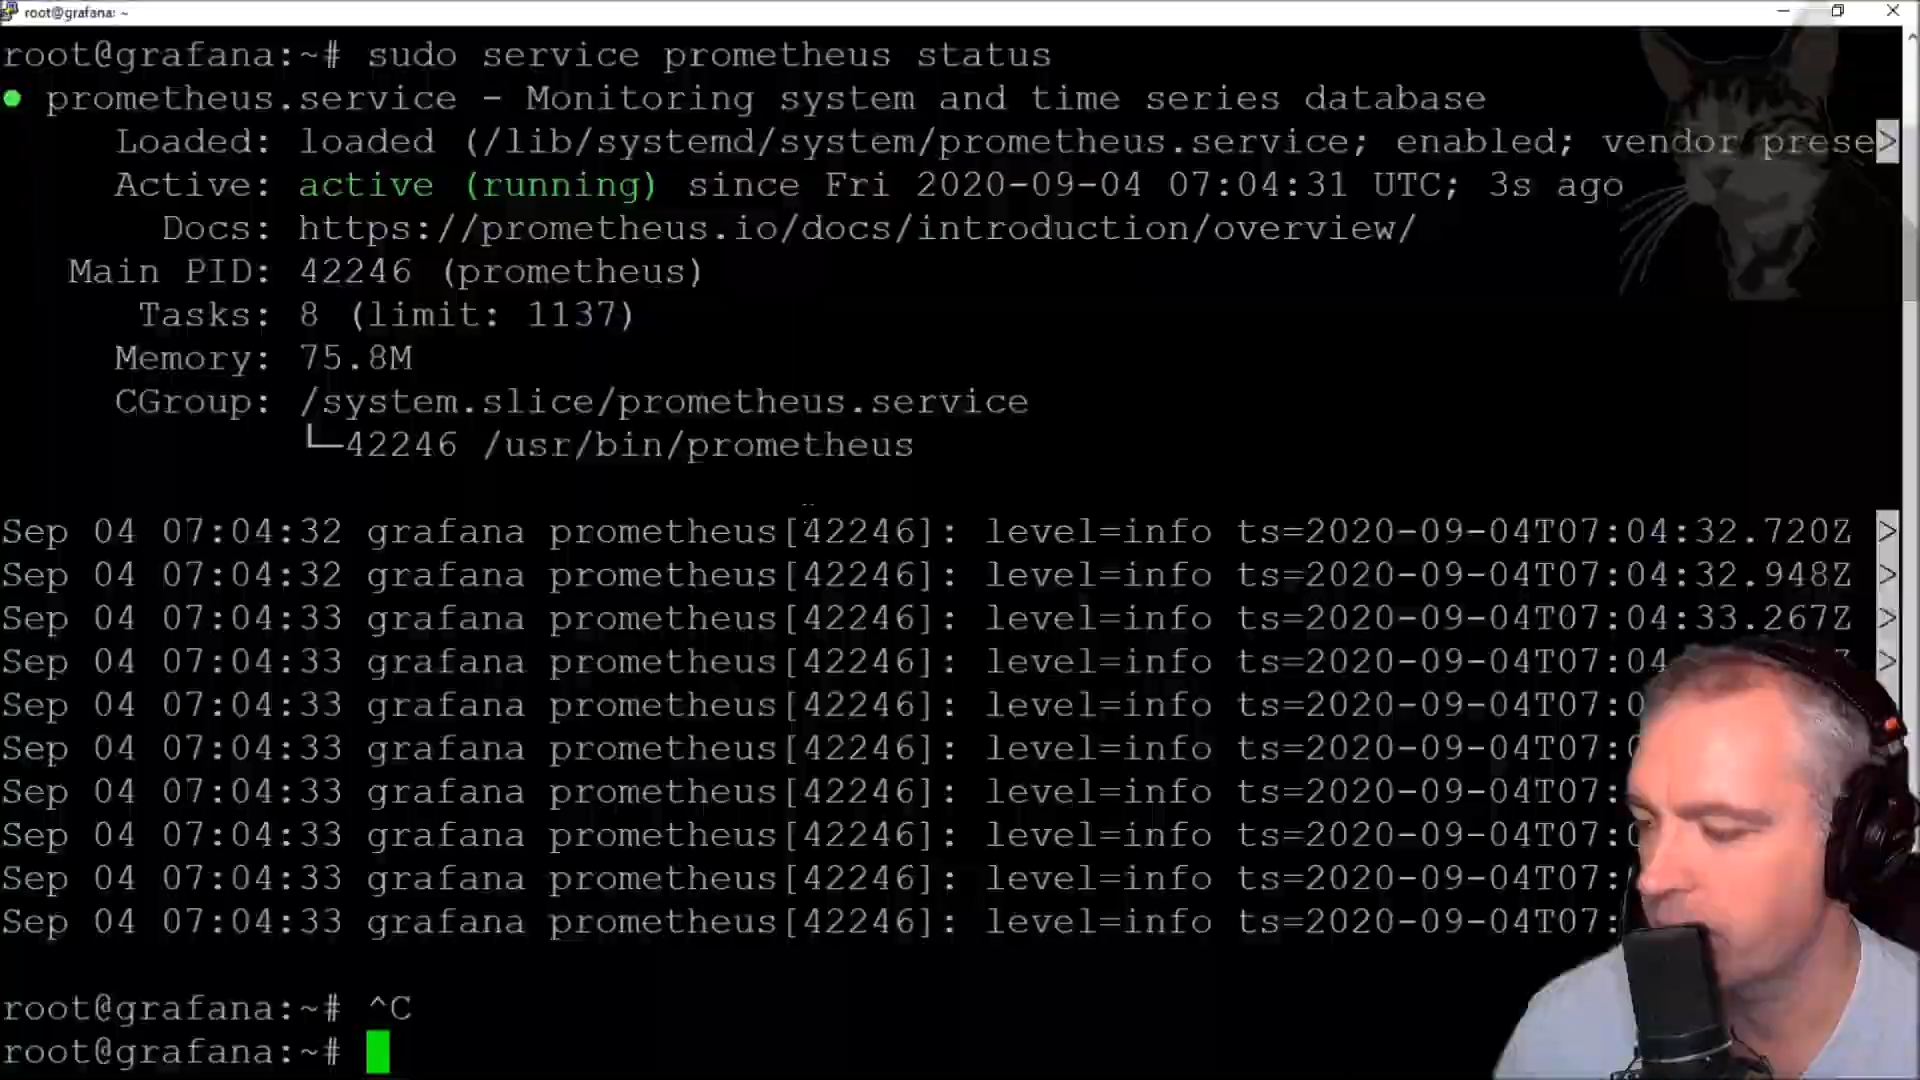 root@grafana: ~
root@grafana:~# sudo service prometheus status
● prometheus.service - Monitoring system and time series database
Loaded: loaded (/lib/systemd/system/prometheus.service; enabled; vendor prese>
Active: active (running) since Fri 2020-09-04 07:04:31 UTC; 3s ago
Docs: https://prometheus.io/docs/introduction/overview/
Main PID: 42246 (prometheus)
Tasks: 8 (limit: 1137)
Memory: 75.8M
CGroup: /system.slice/prometheus.service
└─42246 /usr/bin/prometheus
Sep 04 07:04:32 grafana prometheus[42246]: level=info ts=2020-09-04T07:04:32.720Z >
Sep 04 07:04:32 grafana prometheus[42246]: level=info ts=2020-09-04T07:04:32.948Z >
Sep 04 07:04:33 grafana prometheus[42246]: level=info ts=2020-09-04T07:04:33.267Z >
Sep 04 07:04:33 grafana prometheus[42246]: level=info ts=2020-09-04T07:04 Z >
Sep 04 07:04:33 grafana prometheus[42246]: level=info ts=2020-09-04T07:0
Sep 04 07:04:33 grafana prometheus[42246]: level=info ts=2020-09-04T07:
Sep 04 07:04:33 grafana prometheus[42246]: level=info ts=2020-09-04T07:
Sep 04 07:04:33 grafana prometheus[42246]: level=info ts=2020-09-04T07:
Sep 04 07:04:33 grafana prometheus[42246]: level=info ts=2020-09-04T07:
Sep 04 07:04:33 grafana prometheus[42246]: level=info ts=2020-09-04T07:
root@grafana:~# ^C
root@grafana:~#